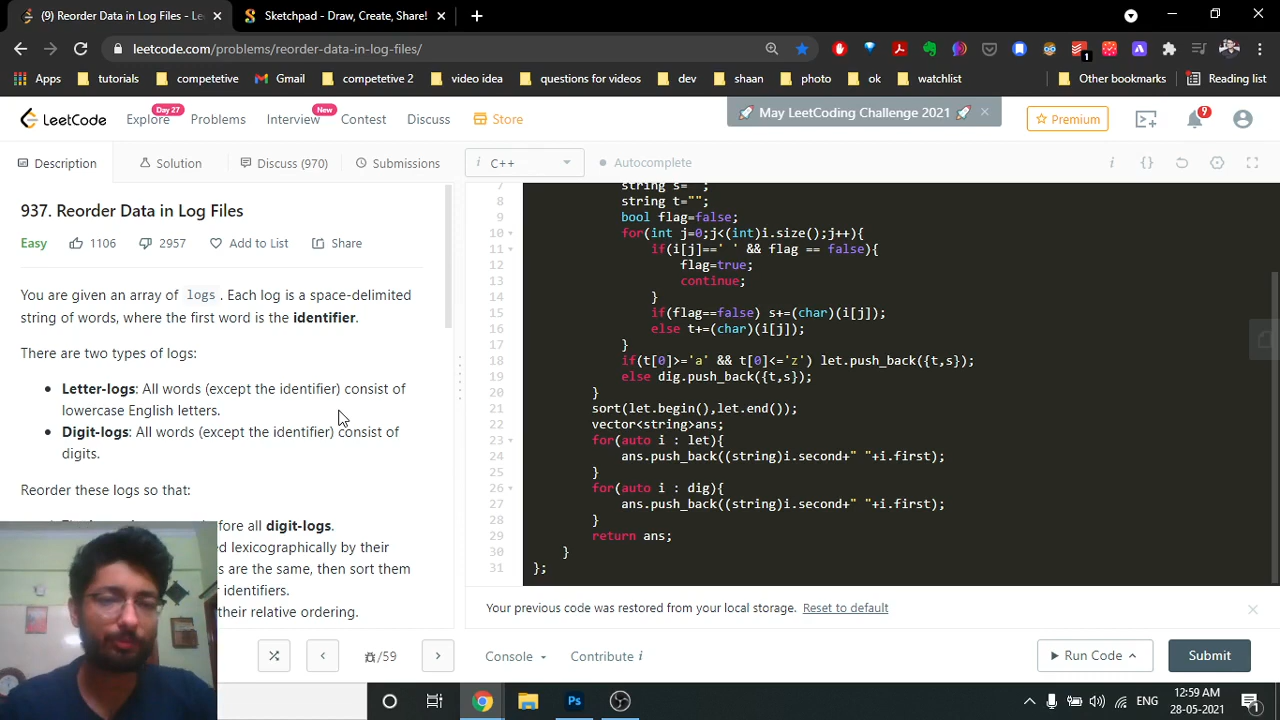 (9) Reorder Data in Log Files - Le
Sketchpad - Draw, Create, Share!
leetcode.com/problems/reorder-data-in-log-files/
1
Apps
tutorials
competetive
Gmail
competetive 2
video idea
questions for videos
dev
shaan
photo
ok
watchlist
Other bookmarks
Reading list
LeetCode
Day 27
Explore
Problems
New
Interview
Contest
Discuss
Store
May LeetCoding Challenge 2021
Premium
9
Description
Solution
Discuss (970)
Submissions
C++
Autocomplete
937. Reorder Data in Log Files
Easy
1106
2957
Add to List
Share
You are given an array of logs. Each log is a space-delimited
string of words, where the first word is the identifier.
There are two types of logs:
Letter-logs: All words (except the identifier) consist of
lowercase English letters.
Digit-logs: All words (except the identifier) consist of
digits.
Reorder these logs so that:
fore all digit-logs.
d lexicographically by their
s are the same, then sort them
identifiers.
their relative ordering.
7 string s="";
8 string t="";
9 bool flag=false;
10 for(int j=0;j<(int)i.size();j++){
11 if(i[j]==' ' && flag == false){
12 flag=true;
13 continue;
14 }
15 if(flag==false) s+=(char)(i[j]);
16 else t+=(char)(i[j]);
17 }
18 if(t[0]>='a' && t[0]<='z') let.push_back({t,s});
19 else dig.push_back({t,s});
20 }
21 sort(let.begin(),let.end());
22 vector<string>ans;
23 for(auto i : let){
24 ans.push_back((string)i.second+" "+i.first);
25 }
26 for(auto i : dig){
27 ans.push_back((string)i.second+" "+i.first);
28 }
29 return ans;
30 }
31 };
Your previous code was restored from your local storage. Reset to default
/59
Console
Contribute i
Run Code
Submit
ENG
12:59 AM
28-05-2021
1